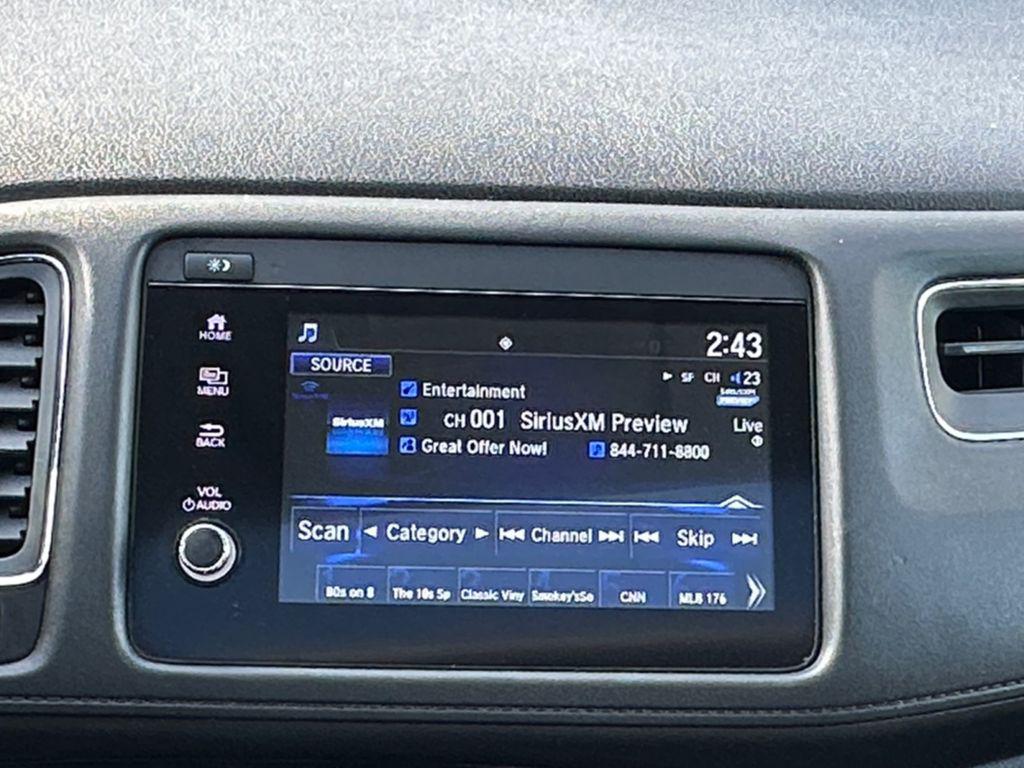 HOME
MENU
BACK
VOL
AUDIO
2:43
SOURCE
SF CH 23
Entertainment
SiriusXM
CH 001 SiriusXM Preview
Live
Great Offer Now! 844-711-8800
Scan Category Channel Skip
80s on 8 The 10s Sp Classic Viny Smokey'sSo CNN MLB 176